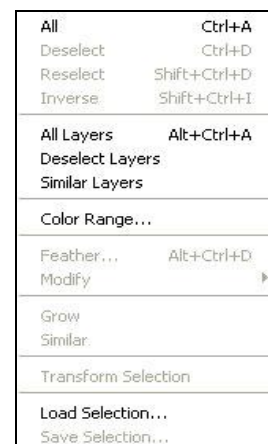 All Ctrl+A
Deselect Ctrl+D
Reselect Shift+Ctrl+D
Inverse Shift+Ctrl+I
All Layers Alt+Ctrl+A
Deselect Layers
Similar Layers
Color Range...
Feather... Alt+Ctrl+D
Modify
Grow
Similar
Transform Selection
Load Selection...
Save Selection...